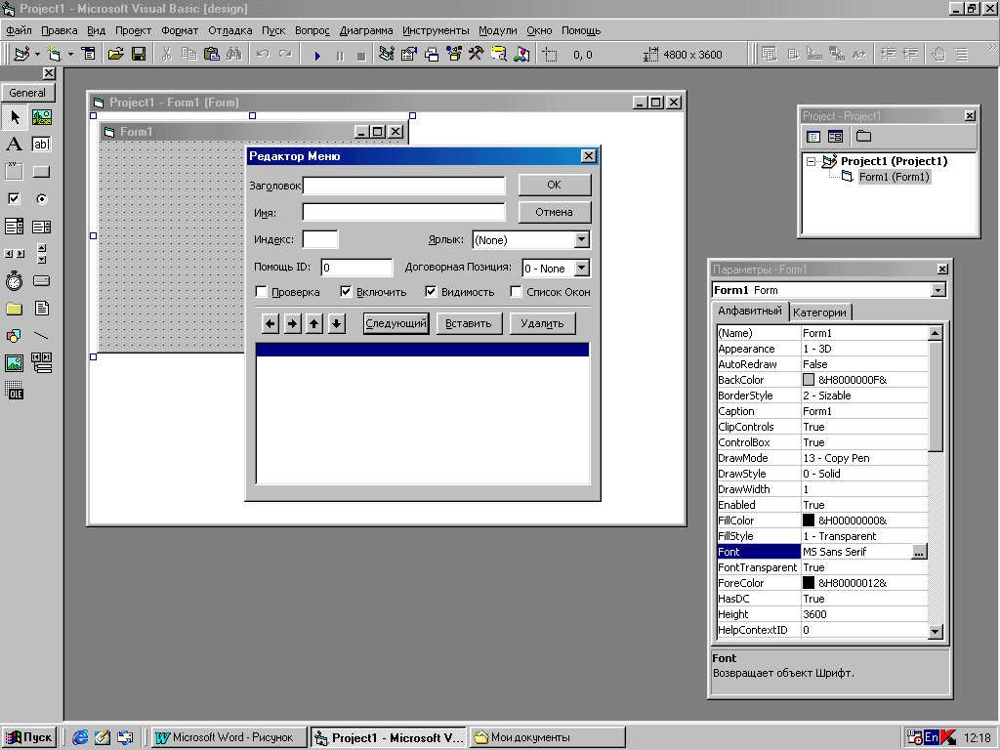 Project1 - Microsoft Visual Basic [design]
Файл Правка Вид Проект Формат Отладка Пуск Вопрос Диаграмма Инструменты Модули Окно Помощь
0, 0 4800 x 3600
General
Project1 - Form1 (Form)
Form1
A ab|
XY
OLE
Редактор Меню
Заголовок OK
Имя: Отмена
Индекс: Ярлык: (None)
Помощь ID: 0 Договорная Позиция: 0 - None
Проверка Включить Видимость Список Окон
Следующий Вставить Удалить
Project - Project1
Project1 (Project1)
Form1 (Form1)
Параметры - Form1
Form1 Form
Алфавитный Категории
(Name) Form1
Appearance 1 - 3D
AutoRedraw False
BackColor &H8000000F&
BorderStyle 2 - Sizable
Caption Form1
ClipControls True
ControlBox True
DrawMode 13 - Copy Pen
DrawStyle 0 - Solid
DrawWidth 1
Enabled True
FillColor &H00000000&
FillStyle 1 - Transparent
Font MS Sans Serif ...
FontTransparent True
ForeColor &H80000012&
HasDC True
Height 3600
HelpContextID 0
Font
Возвращает объект Шрифт.
Пуск Microsoft Word - Рисунок Project1 - Microsoft V... Мои документы En 12:18